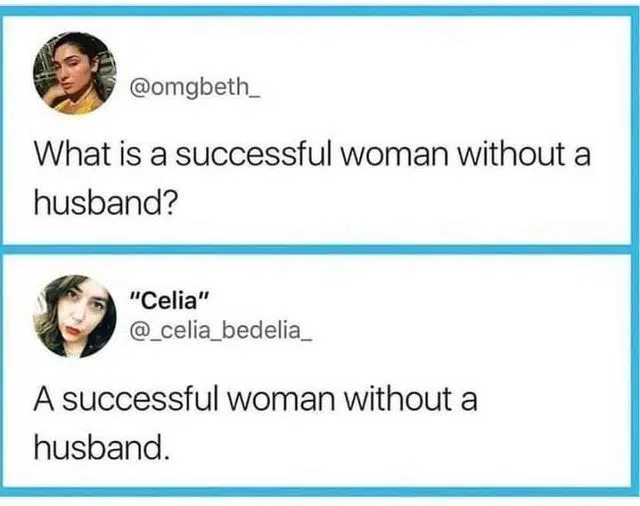 @omgbeth_
What is a successful woman without a
husband?
"Celia"
@_celia_bedelia_
A successful woman without a
husband.